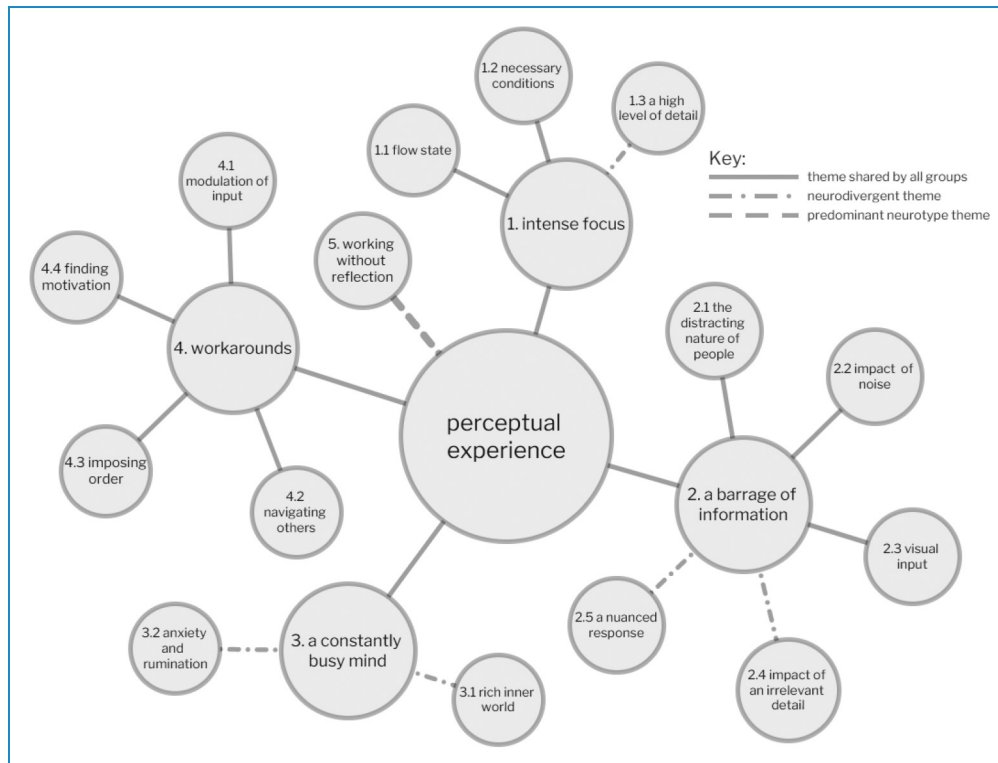 1.2 necessary
conditions
1.3 a high
level of detail
1.1 flow state
Key:
theme shared by all groups
neurodivergent theme
predominant neurotype theme
4.1
modulation of
input
1. intense focus
5. working
without
reflection
4.4 finding
motivation
2.1 the
distracting
nature of
people
4. workarounds
2.2 impact of
noise
perceptual
experience
4.3 imposing
order
4.2
navigating
others
2. a barrage of
information
2.3 visual
input
2.5 a nuanced
response
3.2 anxiety
and
rumination
3. a constantly
busy mind
3.1 rich inner
world
2.4 impact of
an irrelevant
detail